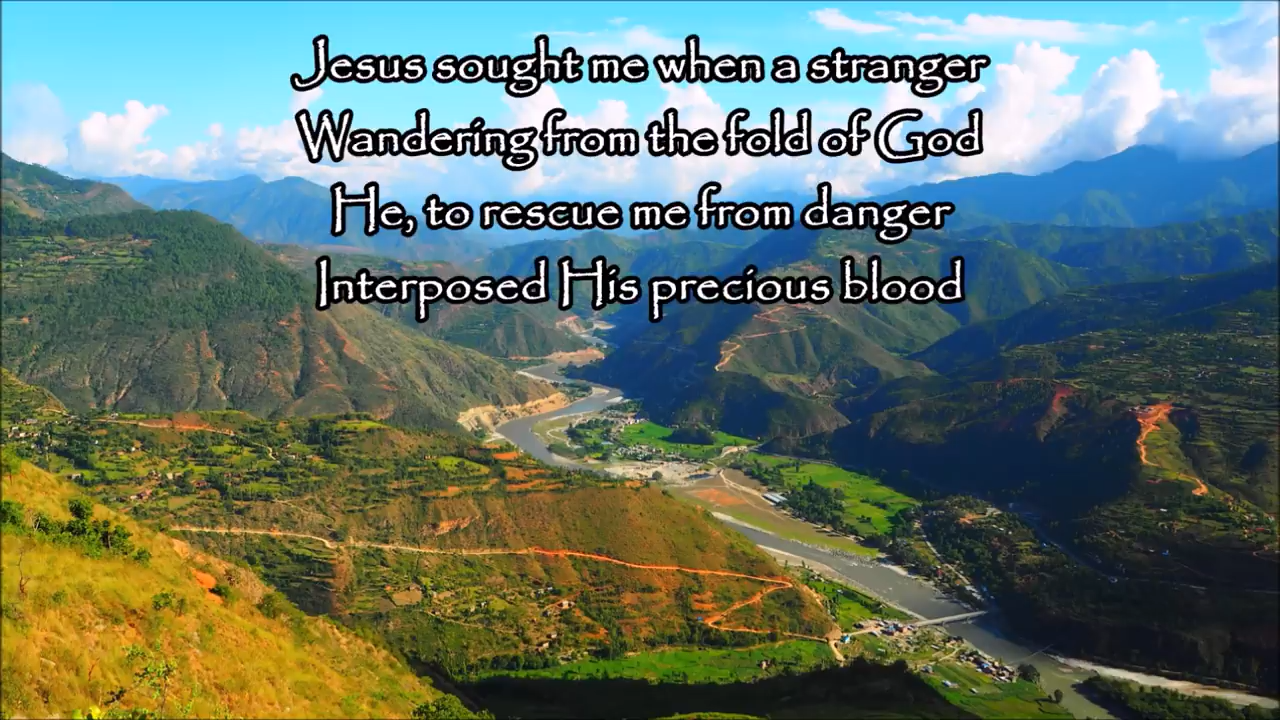 Jesus sought me when a stranger
Wandering from the fold of God
He, to rescue me from danger
Interposed His precious blood